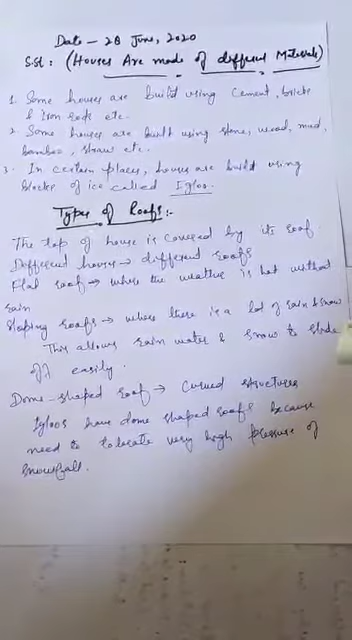 Date - 28 June, 2020
S.St: (Houses Are made of different Materials)
1. Some houses are build using cement, bricks
& iron rods etc.
2. Some houses are built using stone, wood, mud,
bamboo, straw etc.
3. In certain places, houses are build using
blocks of ice called Igloo.
Types of Roofs:-
The top of house is covered by its roof
Different houses → different roofs
Flat roof → where the weather is hot without
rain
Sloping roofs → where there is a lot of rain & snow
This allows rain water & snow to slide
off easily.
Dome-shaped roof → curved structures
Igloos have dome shaped roofs because
need to tolerate very high pressure of
snowfall.